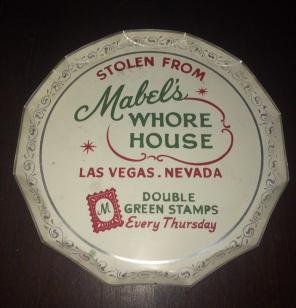 STOLEN FROM
Mabel's
WHORE
HOUSE
LAS VEGAS. NEVADA
M
DOUBLE
GREEN STAMPS
Every Thursday